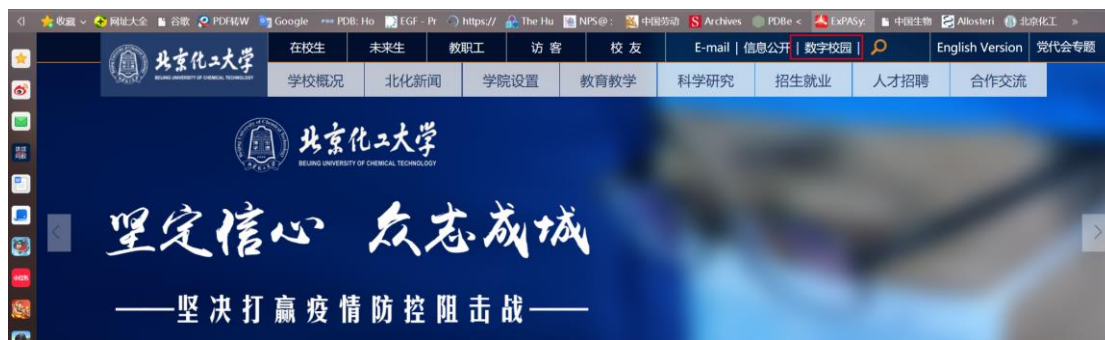 收藏 网址大全 谷歌 PDF转W Google PDB: Ho EGF - Pr https:// The Hu NPS@: 中国劳动 Archives PDBe < ExPASy: 中国生物 Allosteri 北京化工 »
北京化工大学 在校生 未来生 教职工 访 客 校 友 E-mail | 信息公开 | 数字校园 | English Version 党代会专题
BEIJING UNIVERSITY OF CHEMICAL TECHNOLOGY
学校概况 北化新闻 学院设置 教育教学 科学研究 招生就业 人才招聘 合作交流
北京化工大学
BEIJING UNIVERSITY OF CHEMICAL TECHNOLOGY
坚定信心 众志成城
——坚决打赢疫情防控阻击战——